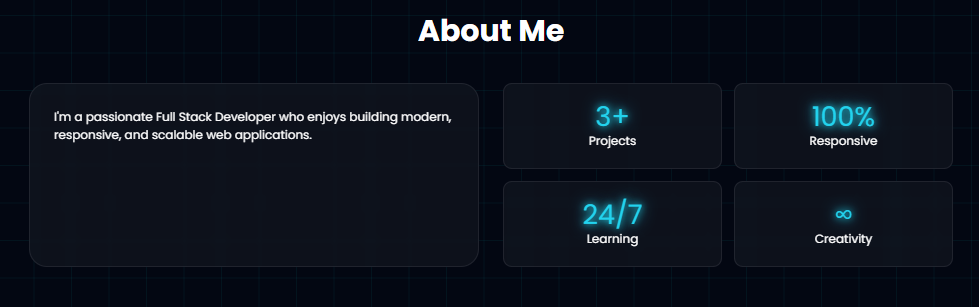 About Me
I'm a passionate Full Stack Developer who enjoys building modern,
responsive, and scalable web applications.
3+
Projects
100%
Responsive
24/7
Learning
∞
Creativity